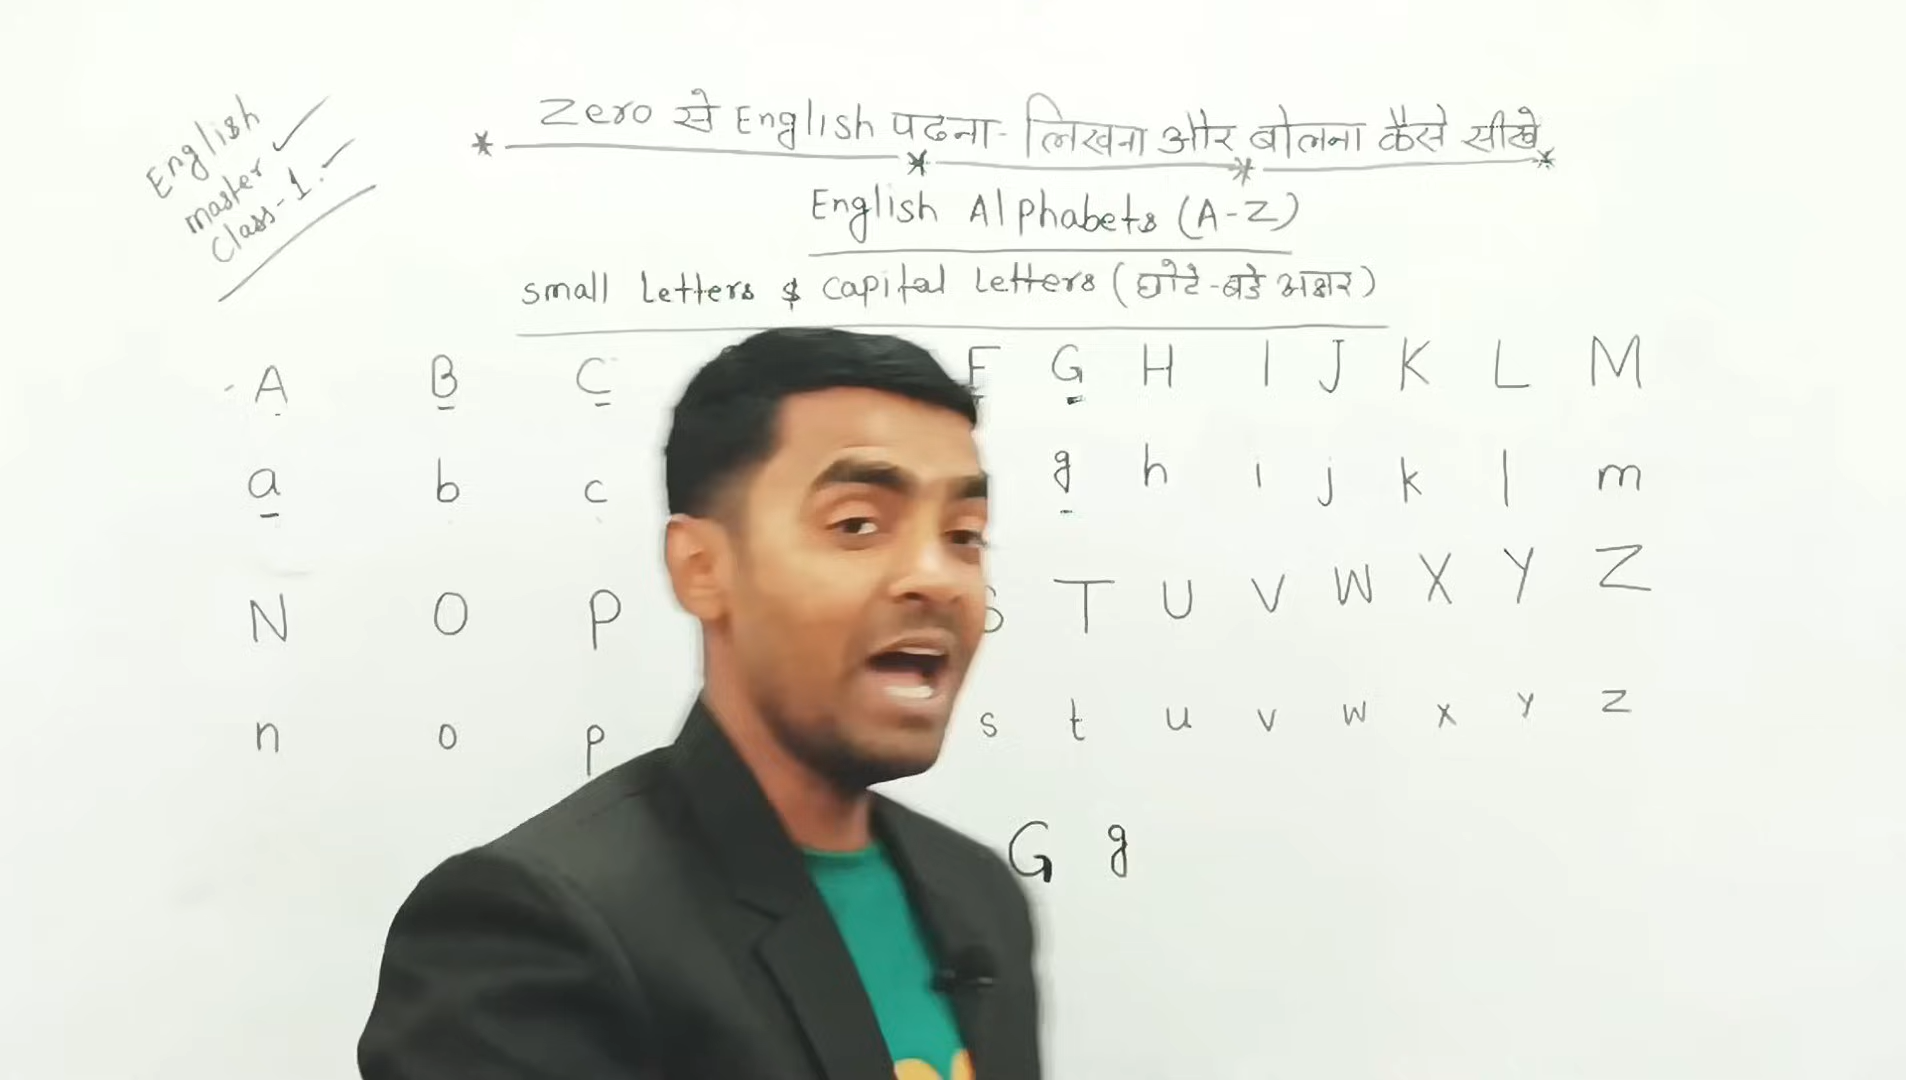 English
master
Class-1.
Zero से English पढना-लिखना और बोलना कैसे सीखे
English Alphabets (A-Z)
small Letters & capital Letters (छोटे-बडे अक्षर)
A B C F G H I J K L M
a b c g h i j k l m
N O P S T U V W X Y Z
n o p s t u v w x y z
G g